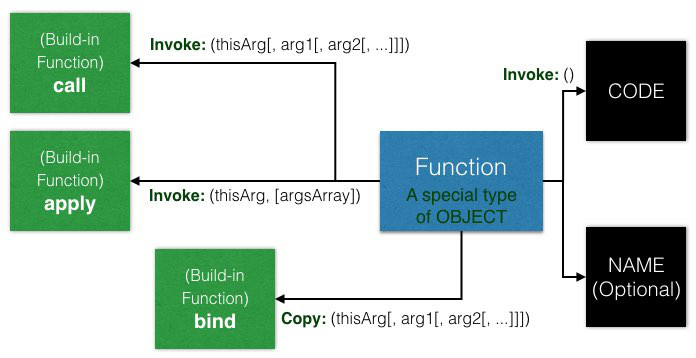 (Build-in
Function)
call
Invoke: (thisArg[, arg1[, arg2[, ...]]])
Invoke: ()
CODE
(Build-in
Function)
apply
Invoke: (thisArg, [argsArray])
Function
A special type
of OBJECT
NAME
(Optional)
(Build-in
Function)
bind
Copy: (thisArg[, arg1[, arg2[, ...]]])